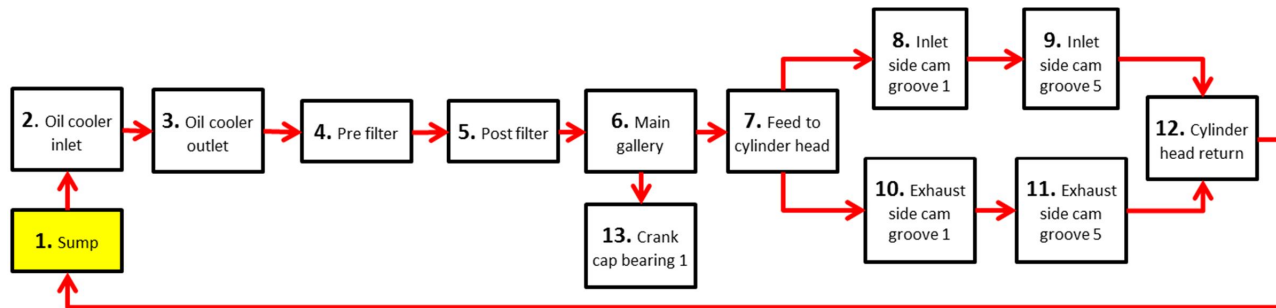 8. Inlet
side cam
groove 1
9. Inlet
side cam
groove 5
2. Oil cooler
inlet
3. Oil cooler
outlet
4. Pre filter
5. Post filter
6. Main
gallery
7. Feed to
cylinder head
12. Cylinder
head return
1. Sump
13. Crank
cap bearing 1
10. Exhaust
side cam
groove 1
11. Exhaust
side cam
groove 5